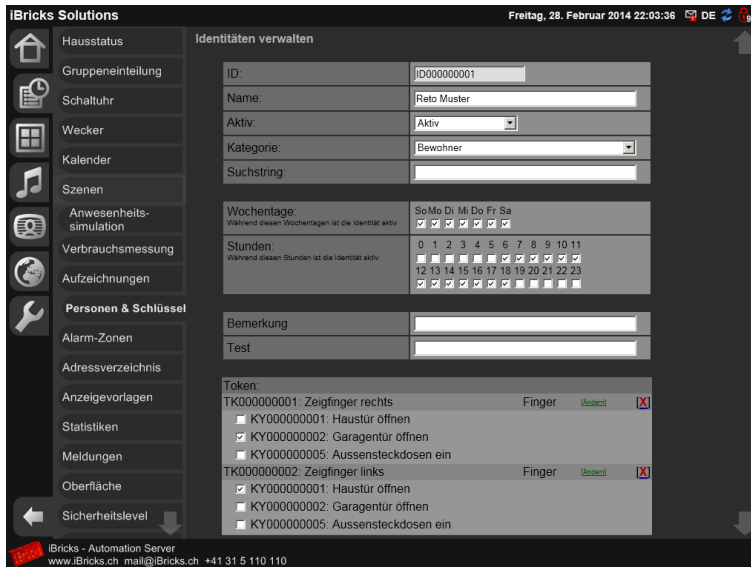 iBricks Solutions
Freitag, 28. Februar 2014 22:03:36 DE 9
Hausstatus
Gruppeneinteilung
Schaltuhr
Wecker
Kalender
Szenen
Anwesenheits-
simulation
Verbrauchsmessung
Aufzeichnungen
Personen & Schlüssel
Alarm-Zonen
Adressverzeichnis
Anzeigevorlagen
Statistiken
Meldungen
Oberfläche
Sicherheitslevel
Identitäten verwalten
ID: ID000000001
Name: Reto Muster
Aktiv: Aktiv
Kategorie: Bewohner
Suchstring:
Wochentage: So Mo Di Mi Do Fr Sa
Während diesen Wochentagen ist die Identität aktiv
Stunden: 0 1 2 3 4 5 6 7 8 9 10 11
Während diesen Stunden ist die Identität aktiv
12 13 14 15 16 17 18 19 20 21 22 23
Bemerkung
Test
Token:
TK000000001: Zeigfinger rechts Finger [Ändern] [X]
KY000000001: Haustür öffnen
KY000000002: Garagentür öffnen
KY000000005: Aussensteckdosen ein
TK000000002: Zeigfinger links Finger [Ändern] [X]
KY000000001: Haustür öffnen
KY000000002: Garagentür öffnen
KY000000005: Aussensteckdosen ein
iBricks
iBricks - Automation Server
www.iBricks.ch mail@iBricks.ch +41 31 5 110 110